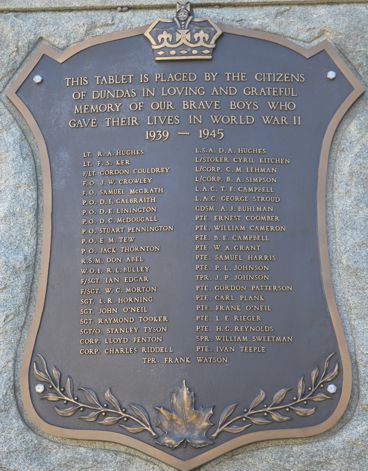 THIS TABLET IS PLACED BY THE CITIZENS
OF DUNDAS IN LOVING AND GRATEFUL
MEMORY OF OUR BRAVE BOYS WHO
GAVE THEIR LIVES IN WORLD WAR II
1939 — 1945
LT. R. A. HUGHES
LT. F. S. KER
F/LT. GORDON COULDREY
F.O. J. W. CROWLEY
F.O. SAMUEL McGRATH
P.O. D. I. GALBRAITH
P.O. D. E. LININGTON
P.O. D. C. McDOUGALL
P.O. STUART PENNINGTON
P.O. E. M. TEW
P.O. JACK THORNTON
R.S.M. DON ABEL
W.O.I. R. L. BULLEY
F/SGT. IAN EDGAR
F/SGT. W. C. MORTON
SGT. L. R. HORNING
SGT. JOHN O'NEIL
SGT. RAYMOND TOOKER
SGT/O. STANLEY TYSON
CORP. LLOYD FENTON
CORP. CHARLES RIDDELL
L.S.A. D. A. HUGHES
L/STOKER CYRIL KITCHEN
L/CORP. C. M. LEHMAN
L/CORP. B. A. SIMPSON
L.A.C. T. F. CAMPBELL
L.A.C. GEORGE STROUD
GDSM. A. J. BUHLMAN
PTE. ERNEST COOMBER
PTE. WILLIAM CAMERON
PTE. B. E. CAMPBELL
PTE. W. A. GRANT
PTE. SAMUEL HARRIS
PTE. P. L. JOHNSON
TPR. J. P. JOHNSON
PTE. GORDON PATTERSON
PTE. CARL PLANK
PTE. FRANK O'NEIL
PTE. L. F. RIEGER
PTE. H. G. REYNOLDS
SPR. WILLIAM SWEETMAN
PTE. IVAN TEEPLE
TPR. FRANK WATSON